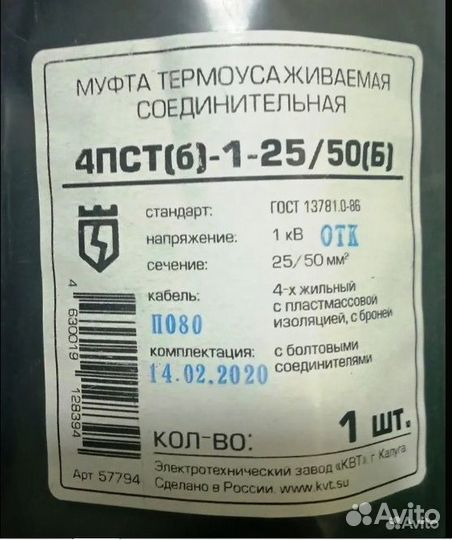 МУФТА ТЕРМОУСАЖИВАЕМАЯ
СОЕДИНИТЕЛЬНАЯ
4ПСТ(б)-1-25/50(Б)
стандарт: ГОСТ 13781.0-86
напряжение: 1 кВ ОТК
сечение: 25/50 мм²
кабель: 4-х жильный
с пластмассовой
изоляцией, с броней
П080
комплектация: с болтовыми
соединителями
14.02.2020
4 630019 128394
КОЛ-ВО: 1 шт.
Арт 57794
Электротехнический завод «КВТ» г. Калуга
Сделано в России. www.kvt.su
Avito
Avito